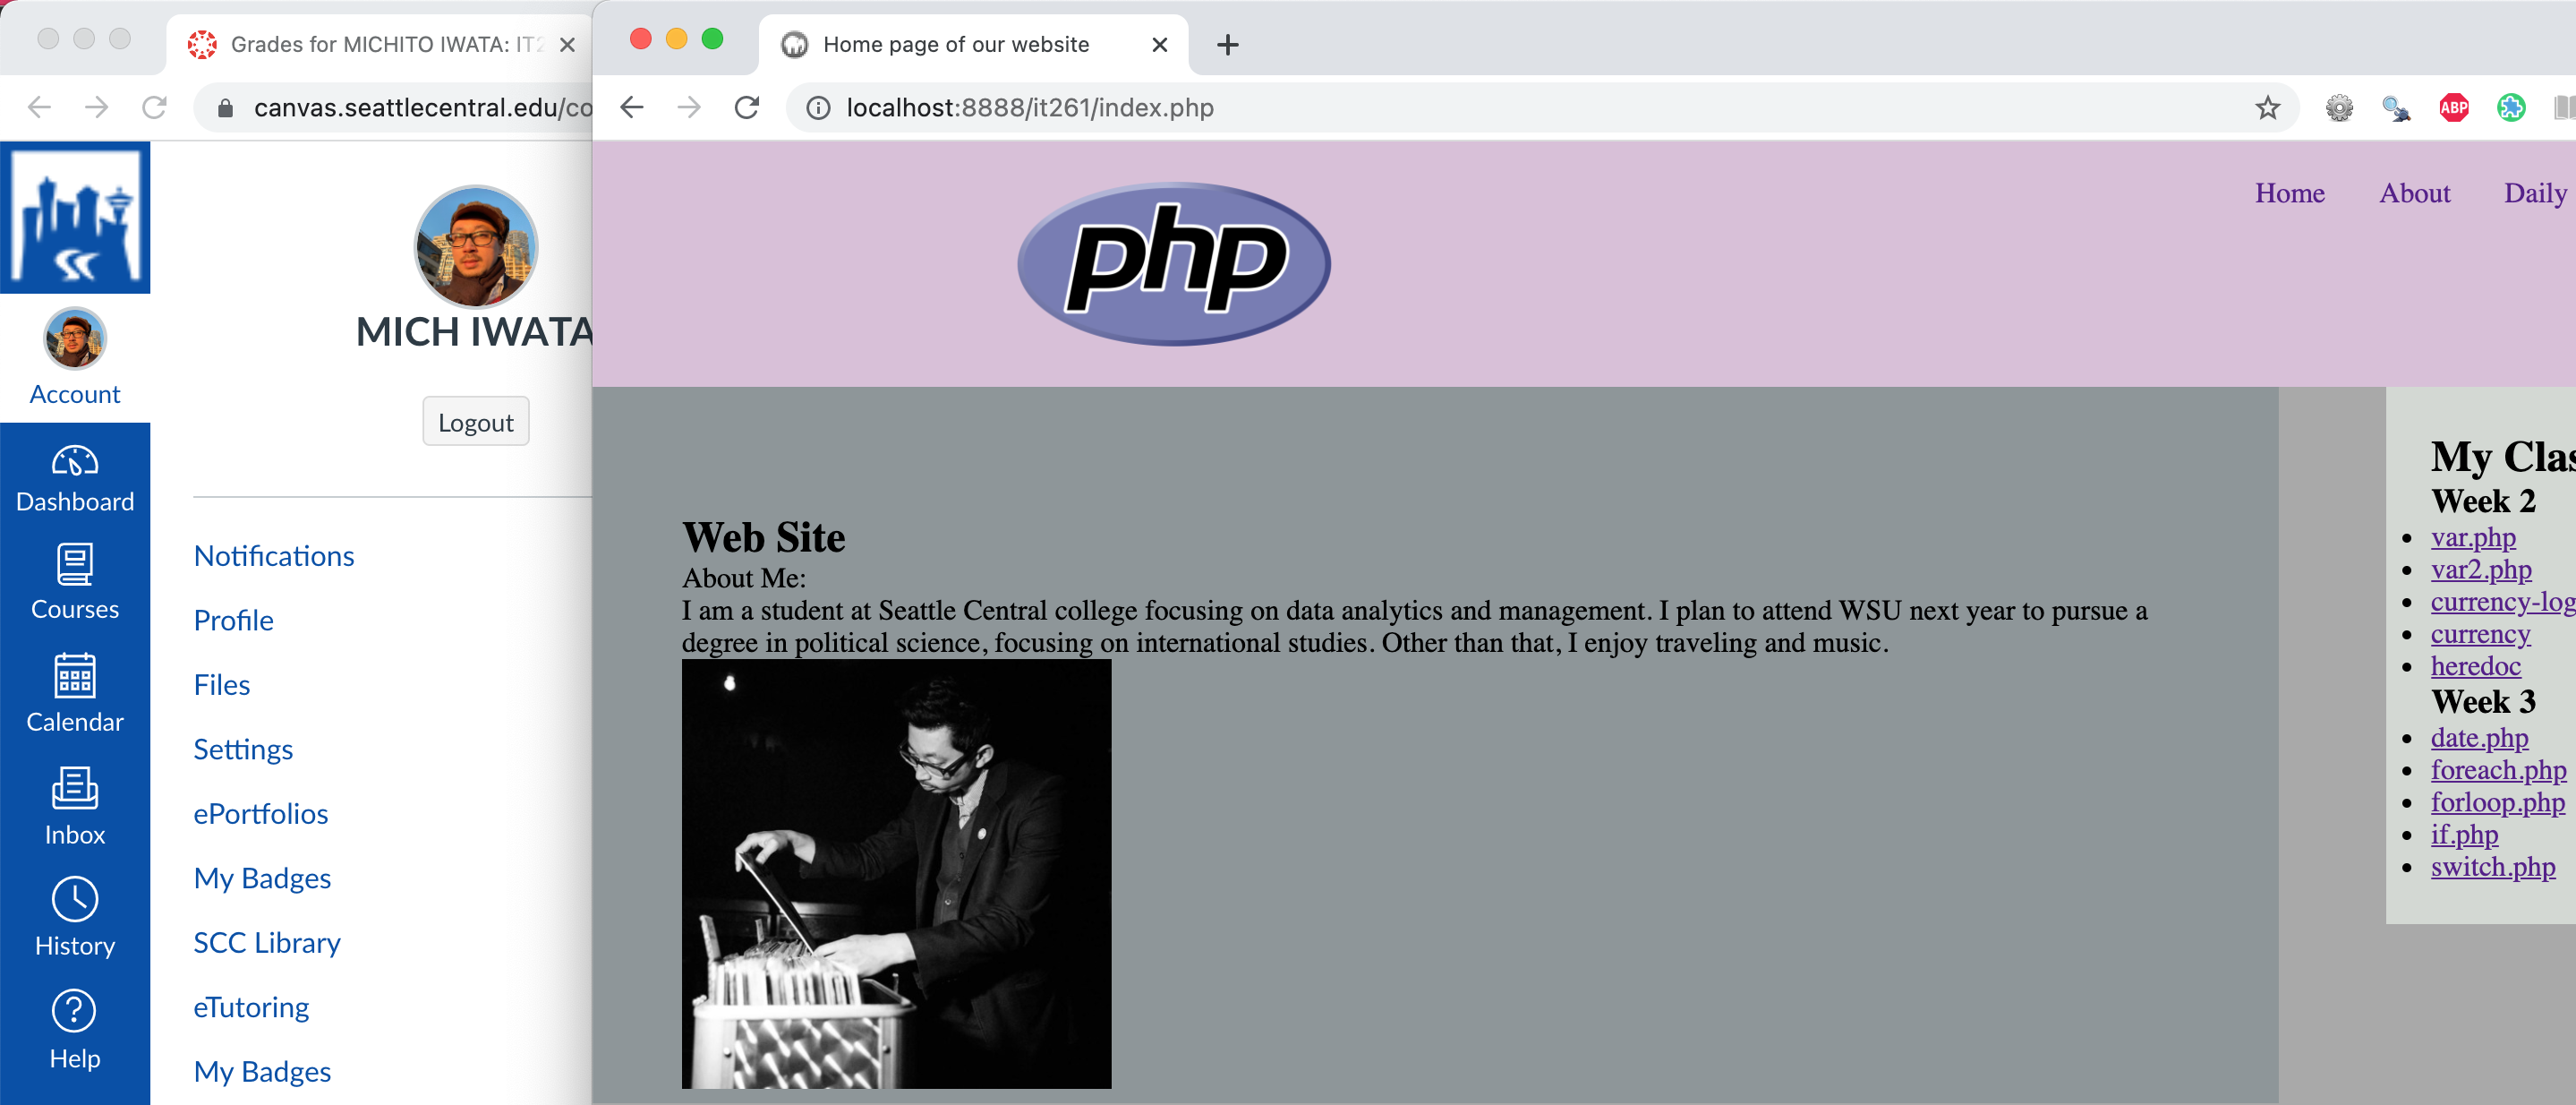 Grades for MICHITO IWATA: IT2
canvas.seattlecentral.edu/co
Account
Dashboard
Courses
Calendar
Inbox
History
Help
MICH IWATA
Logout
Notifications
Profile
Files
Settings
ePortfolios
My Badges
SCC Library
eTutoring
My Badges
Home page of our website
localhost:8888/it261/index.php
ABP
php
Home About Daily
Web Site
About Me:
I am a student at Seattle Central college focusing on data analytics and management. I plan to attend WSU next year to pursue a
degree in political science, focusing on international studies. Other than that, I enjoy traveling and music.
My Clas
Week 2
var.php
var2.php
currency-log
currency
heredoc
Week 3
date.php
foreach.php
forloop.php
if.php
switch.php